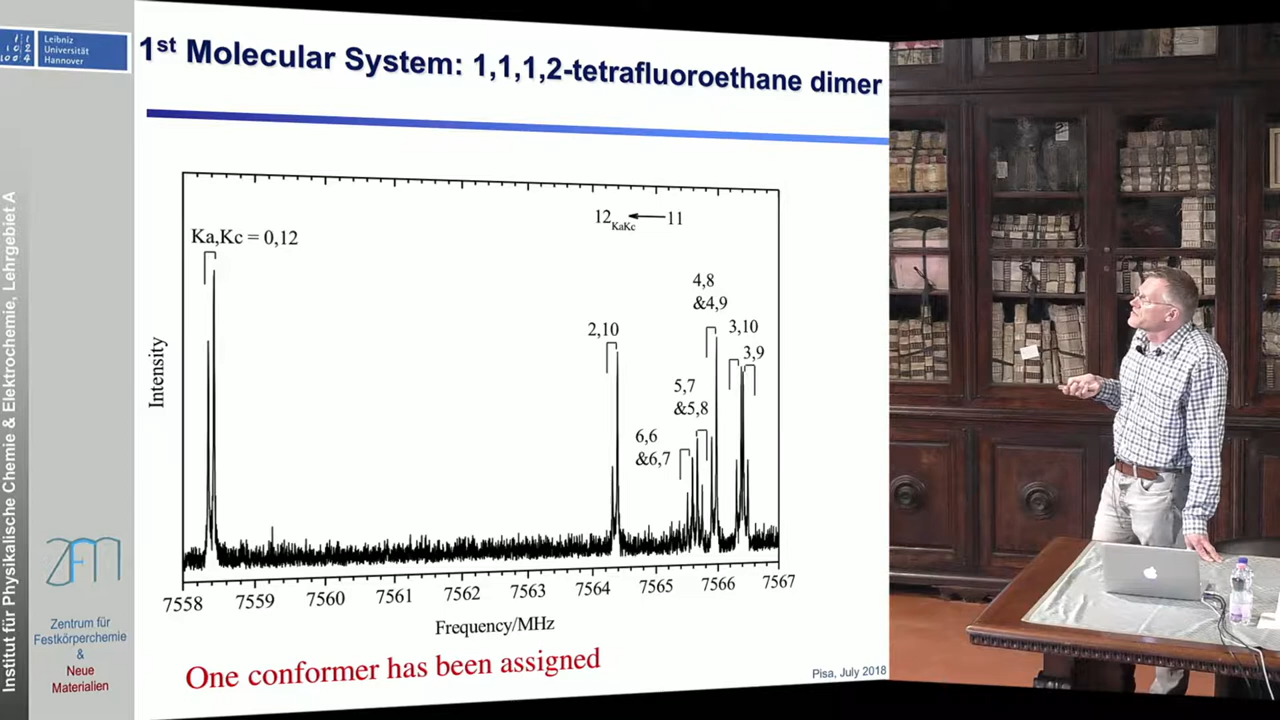 Leibniz
Universität
Hannover
1st Molecular System: 1,1,1,2-tetrafluoroethane dimer
Institut für Physikalische Chemie & Elektrochemie, Lehrgebiet A
Ka,Kc = 0,12
12KaKc ← 11
4,8
&4,9
2,10
3,10
3,9
5,7
&5,8
6,6
&6,7
Intensity
7558 7559 7560 7561 7562 7563 7564 7565 7566 7567
Frequency/MHz
ZFM
Zentrum für
Festkörperchemie
&
Neue
Materialien
One conformer has been assigned
Pisa, July 2018